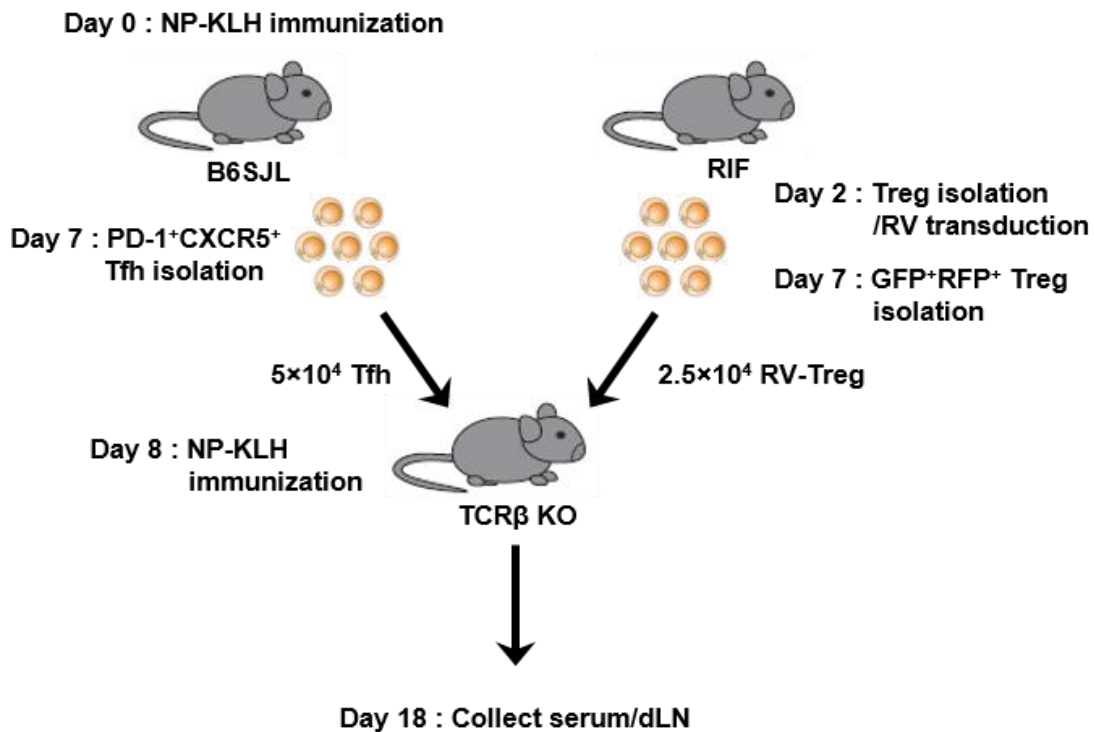 Day 0 : NP-KLH immunization
B6SJL
RIF
Day 2 : Treg isolation
/RV transduction
Day 7 : PD-1⁺CXCR5⁺
Tfh isolation
Day 7 : GFP⁺RFP⁺ Treg
isolation
5×10⁴ Tfh
2.5×10⁴ RV-Treg
Day 8 : NP-KLH
immunization
TCRβ KO
Day 18 : Collect serum/dLN